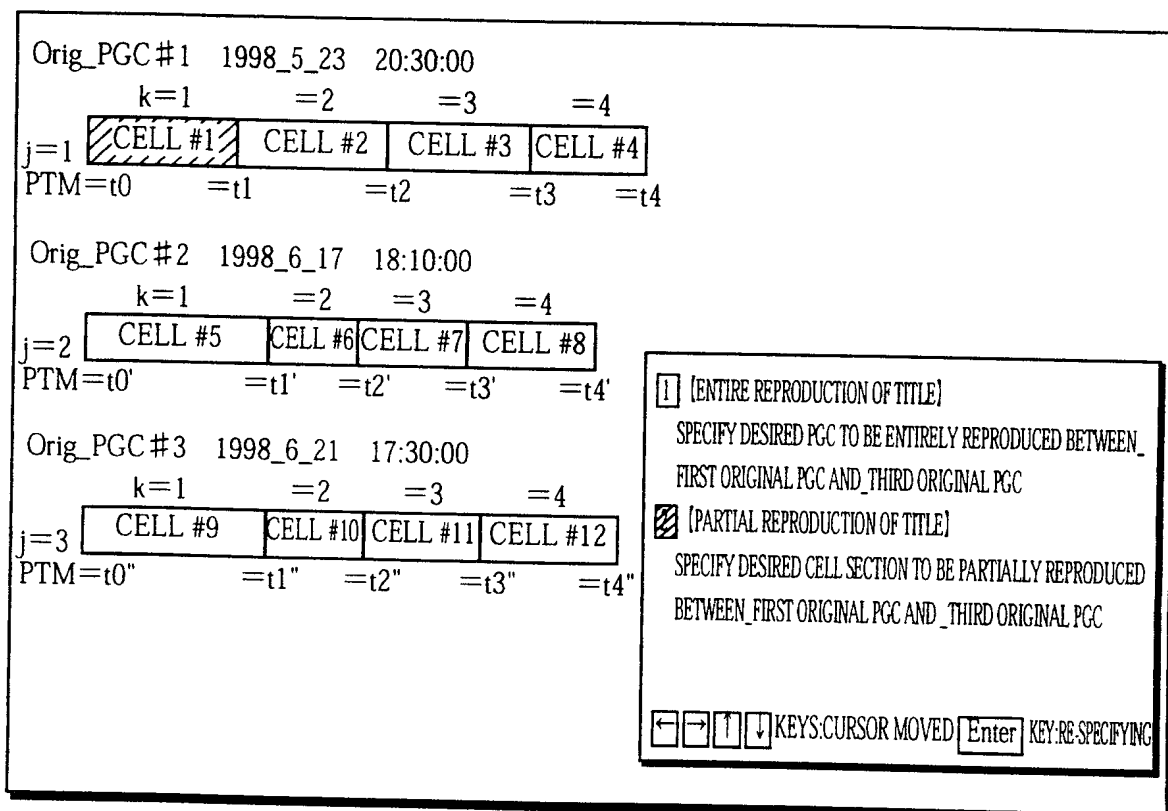 Orig_PGC#1 1998_5_23 20:30:00
k=1 =2 =3 =4
j=1 CELL #1 CELL #2 CELL #3 CELL #4
PTM=t0 =t1 =t2 =t3 =t4
Orig_PGC#2 1998_6_17 18:10:00
k=1 =2 =3 =4
j=2 CELL #5 CELL #6 CELL #7 CELL #8
PTM=t0' =t1' =t2' =t3' =t4'
Orig_PGC#3 1998_6_21 17:30:00
k=1 =2 =3 =4
j=3 CELL #9 CELL #10 CELL #11 CELL #12
PTM=t0" =t1" =t2" =t3" =t4"
1 [ENTIRE REPRODUCTION OF TITLE]
SPECIFY DESIRED PGC TO BE ENTIRELY REPRODUCED BETWEEN_
FIRST ORIGINAL PGC AND_THIRD ORIGINAL PGC
2 [PARTIAL REPRODUCTION OF TITLE]
SPECIFY DESIRED CELL SECTION TO BE PARTIALLY REPRODUCED
BETWEEN_FIRST ORIGINAL PGC AND _THIRD ORIGINAL PGC
← → ↑ ↓ KEYS:CURSOR MOVED Enter KEY:RE-SPECIFYING